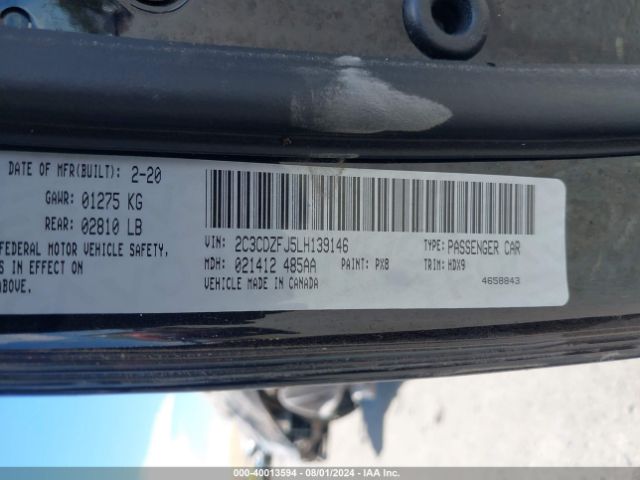 DATE OF MFR(BUILT): 2-20
GAWR: 01275 KG
REAR: 02810 LB
FEDERAL MOTOR VEHICLE SAFETY,
S IN EFFECT ON
ABOVE.
VIN: 2C3CDZFJ5LH139146 TYPE: PASSENGER CAR
MDH: 021412 485AA PAINT: PX8 TRIM: HDX9
VEHICLE MADE IN CANADA
4658843
000-40013594 - 08/01/2024 - IAA Inc.